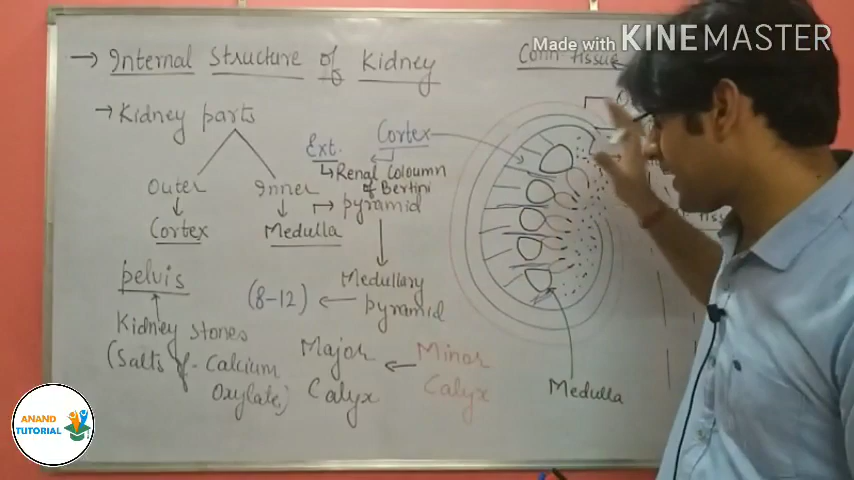 Made with KINEMASTER
→ Internal Structure of Kidney
Conn tissue
→ Kidney parts
Outer
Cortex
Inner
Medulla
Cortex
Ext.
Renal Coloumn
of Bertini
pyramid
Medullary
pyramid
(8-12)
pelvis
Kidney stones
(Salts of - Calcium
Oxylate)
Major
Calyx
Minor
Calyx
Medulla
ANAND
TUTORIAL